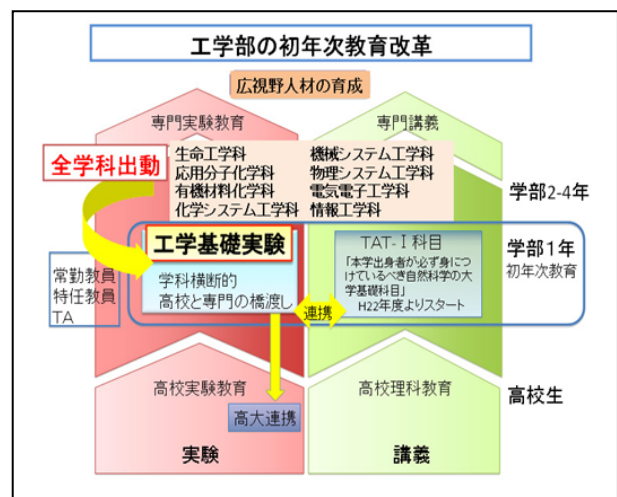 工学部の初年次教育改革
広視野人材の育成
専門実験教育
専門講義
全学科出動
生命工学科 機械システム工学科
応用分子化学科 物理システム工学科
有機材料化学科 電気電子工学科
化学システム工学科 情報工学科
学部2-4年
工学基礎実験
学科横断的
高校と専門の橋渡し
TAT-Ⅰ科目
「本学出身者が必ず身につ
けているべき自然科学の大
学基礎科目」
H22年度よりスタート
学部1年
初年次教育
常勤教員
特任教員
TA
連携
高校実験教育
高校理科教育
高校生
高大連携
実験
講義